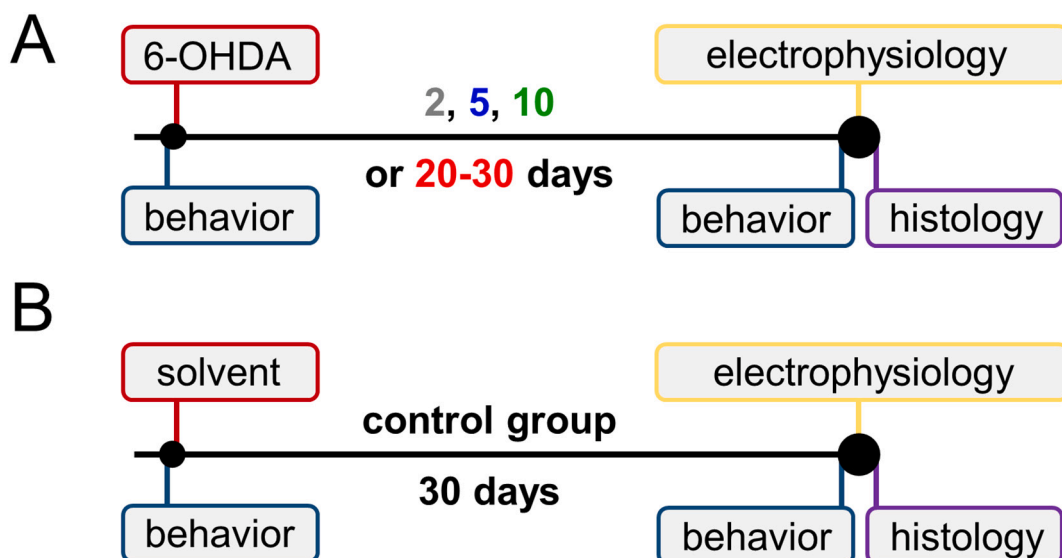 A
6-OHDA
electrophysiology
2, 5, 10
or 20-30 days
behavior
behavior
histology
B
solvent
electrophysiology
control group
30 days
behavior
behavior
histology